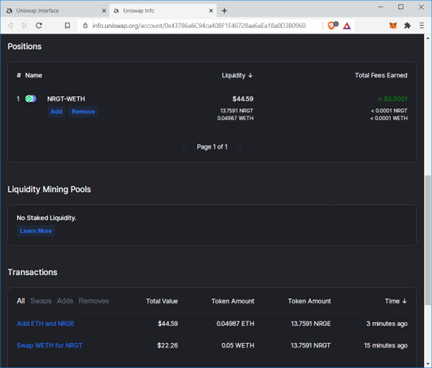 Uniswap Interface
Uniswap Info
info.uniswap.org/account/0x43786a6C94ca40BF1E46728aa6aEa18a0D3B0960
Positions
# Name Liquidity ↓ Total Fees Earned
1 NRGT-WETH $44.59 < $0.0001
Add Remove 13.7591 NRGT < 0.0001 NRGT
0.04987 WETH < 0.0001 WETH
← Page 1 of 1 →
Liquidity Mining Pools
No Staked Liquidity.
Learn More
Transactions
All Swaps Adds Removes Total Value Token Amount Token Amount Time ↓
Add ETH and NRGE $44.59 0.04987 ETH 13.7591 NRGE 3 minutes ago
Swap WETH for NRGT $22.26 0.05 WETH 13.7591 NRGT 15 minutes ago